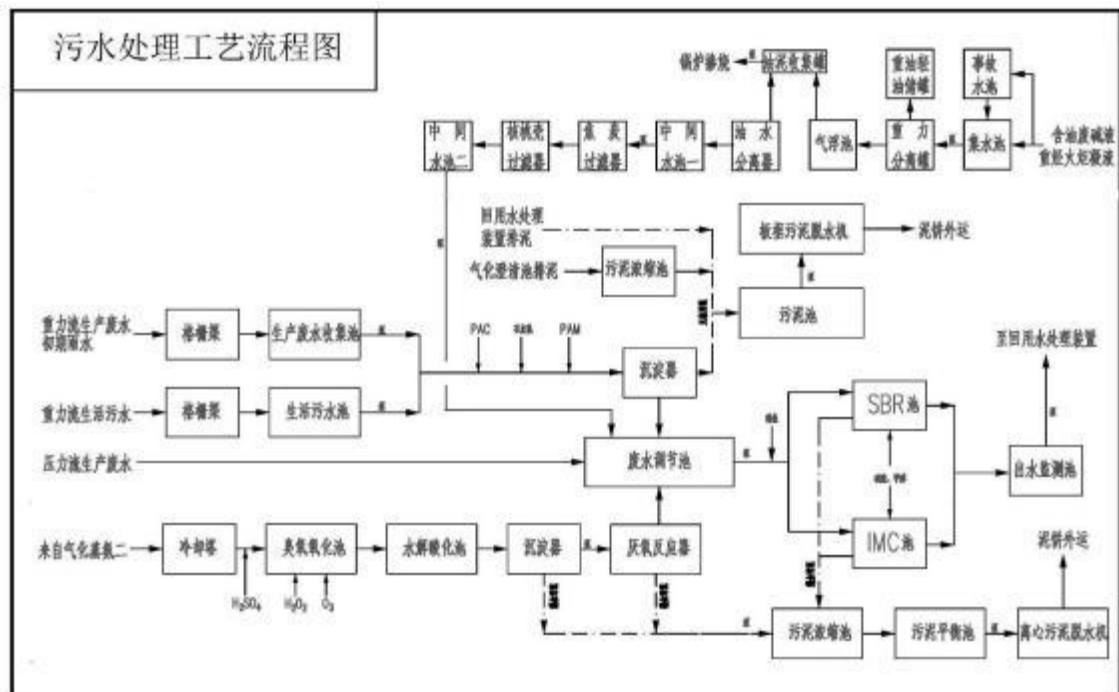 污水处理工艺流程图
锅炉掺烧
油泥收集罐
重油轻
油储罐
事故
水池
中间
水池二
核桃壳
过滤器
焦炭
过滤器
中间
水池一
油水
分离器
气浮池
重力
分离罐
集水池
含油废碱液
重烃火炬凝液
回用水处理
装置排泥
气化澄清池排泥
污泥浓缩池
板框污泥脱水机
泥饼外运
污泥池
重力流生产废水
初期雨水
格栅渠
生产废水收集池
PAC
PAM
沉淀器
至回用水处理装置
重力流生活污水
格栅渠
生活污水池
SBR池
压力流生产废水
废水调节池
出水监测池
来自气化蒸氨二
冷却塔
臭氧氧化池
水解酸化池
沉淀器
厌氧反应器
IMC池
泥饼外运
H₂SO₄
H₂O₂
O₃
污泥浓缩池
污泥平衡池
离心污泥脱水机